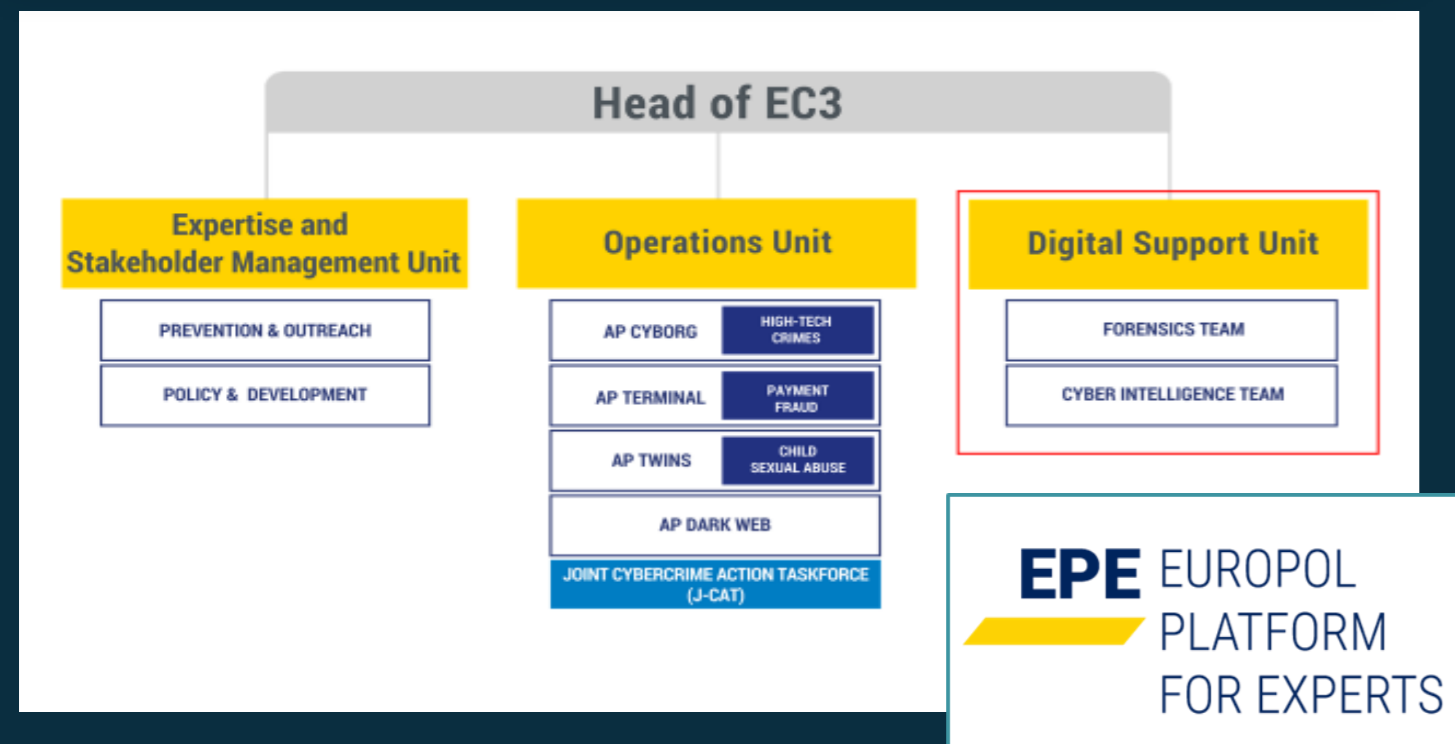 Head of EC3
Expertise and
Stakeholder Management Unit
PREVENTION & OUTREACH
POLICY & DEVELOPMENT
Operations Unit
AP CYBORG
HIGH-TECH
CRIMES
AP TERMINAL
PAYMENT
FRAUD
AP TWINS
CHILD
SEXUAL ABUSE
AP DARK WEB
JOINT CYBERCRIME ACTION TASKFORCE
(J-CAT)
Digital Support Unit
FORENSICS TEAM
CYBER INTELLIGENCE TEAM
EPE EUROPOL
PLATFORM
FOR EXPERTS